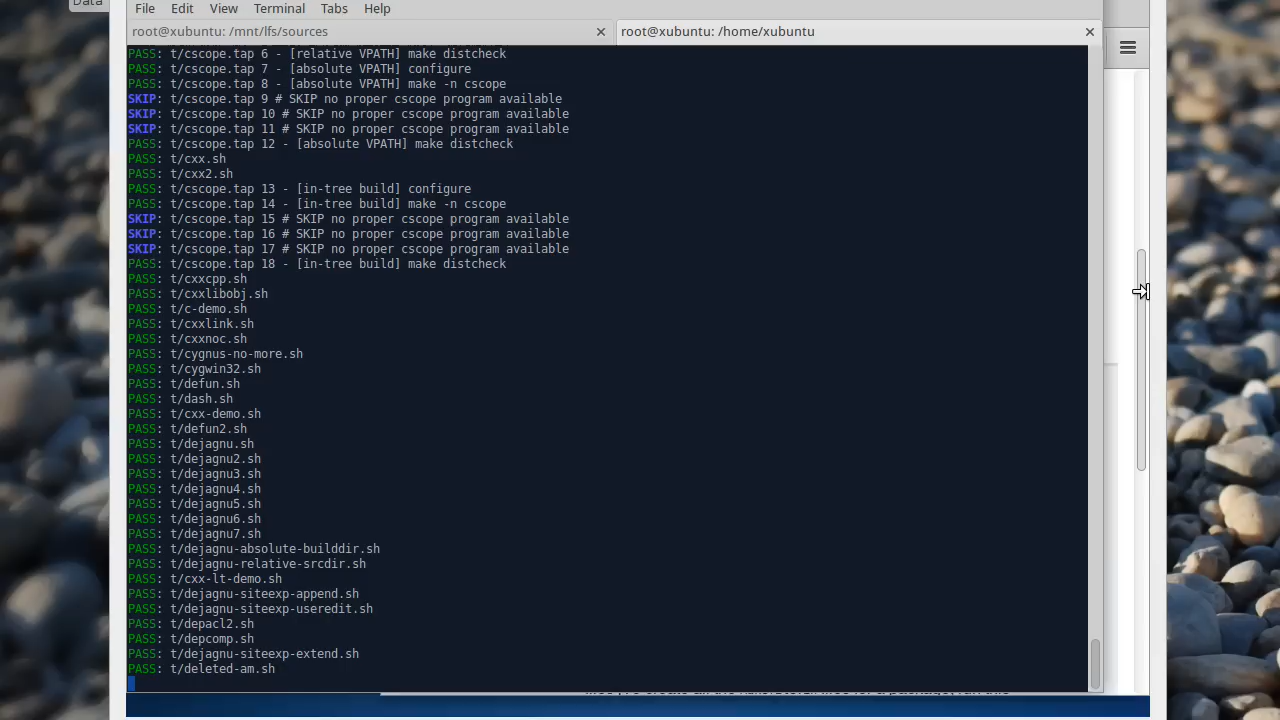 Data
File Edit View Terminal Tabs Help
root@xubuntu: /mnt/lfs/sources × root@xubuntu: /home/xubuntu ×
PASS: t/cscope.tap 6 - [relative VPATH] make distcheck
PASS: t/cscope.tap 7 - [absolute VPATH] configure
PASS: t/cscope.tap 8 - [absolute VPATH] make -n cscope
SKIP: t/cscope.tap 9 # SKIP no proper cscope program available
SKIP: t/cscope.tap 10 # SKIP no proper cscope program available
SKIP: t/cscope.tap 11 # SKIP no proper cscope program available
PASS: t/cscope.tap 12 - [absolute VPATH] make distcheck
PASS: t/cxx.sh
PASS: t/cxx2.sh
PASS: t/cscope.tap 13 - [in-tree build] configure
PASS: t/cscope.tap 14 - [in-tree build] make -n cscope
SKIP: t/cscope.tap 15 # SKIP no proper cscope program available
SKIP: t/cscope.tap 16 # SKIP no proper cscope program available
SKIP: t/cscope.tap 17 # SKIP no proper cscope program available
PASS: t/cscope.tap 18 - [in-tree build] make distcheck
PASS: t/cxxcpp.sh
PASS: t/cxxlibobj.sh
PASS: t/c-demo.sh
PASS: t/cxxlink.sh
PASS: t/cxxnoc.sh
PASS: t/cygnus-no-more.sh
PASS: t/cygwin32.sh
PASS: t/defun.sh
PASS: t/dash.sh
PASS: t/cxx-demo.sh
PASS: t/defun2.sh
PASS: t/dejagnu.sh
PASS: t/dejagnu2.sh
PASS: t/dejagnu3.sh
PASS: t/dejagnu4.sh
PASS: t/dejagnu5.sh
PASS: t/dejagnu6.sh
PASS: t/dejagnu7.sh
PASS: t/dejagnu-absolute-builddir.sh
PASS: t/dejagnu-relative-srcdir.sh
PASS: t/cxx-lt-demo.sh
PASS: t/dejagnu-siteexp-append.sh
PASS: t/dejagnu-siteexp-useredit.sh
PASS: t/depacl2.sh
PASS: t/depcomp.sh
PASS: t/dejagnu-siteexp-extend.sh
PASS: t/deleted-am.sh